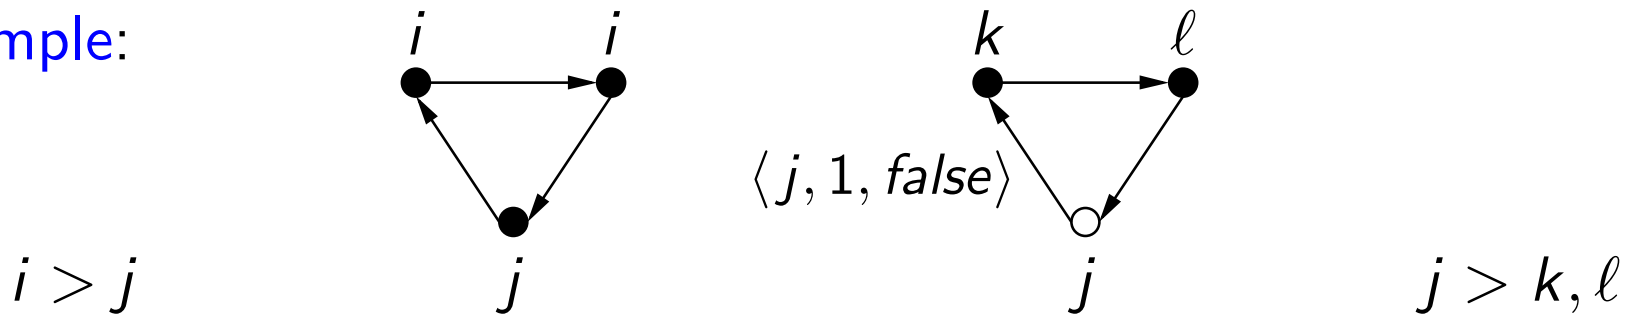 mple: i i k ℓ
⟨j, 1, false⟩
i > j j j j > k, ℓ